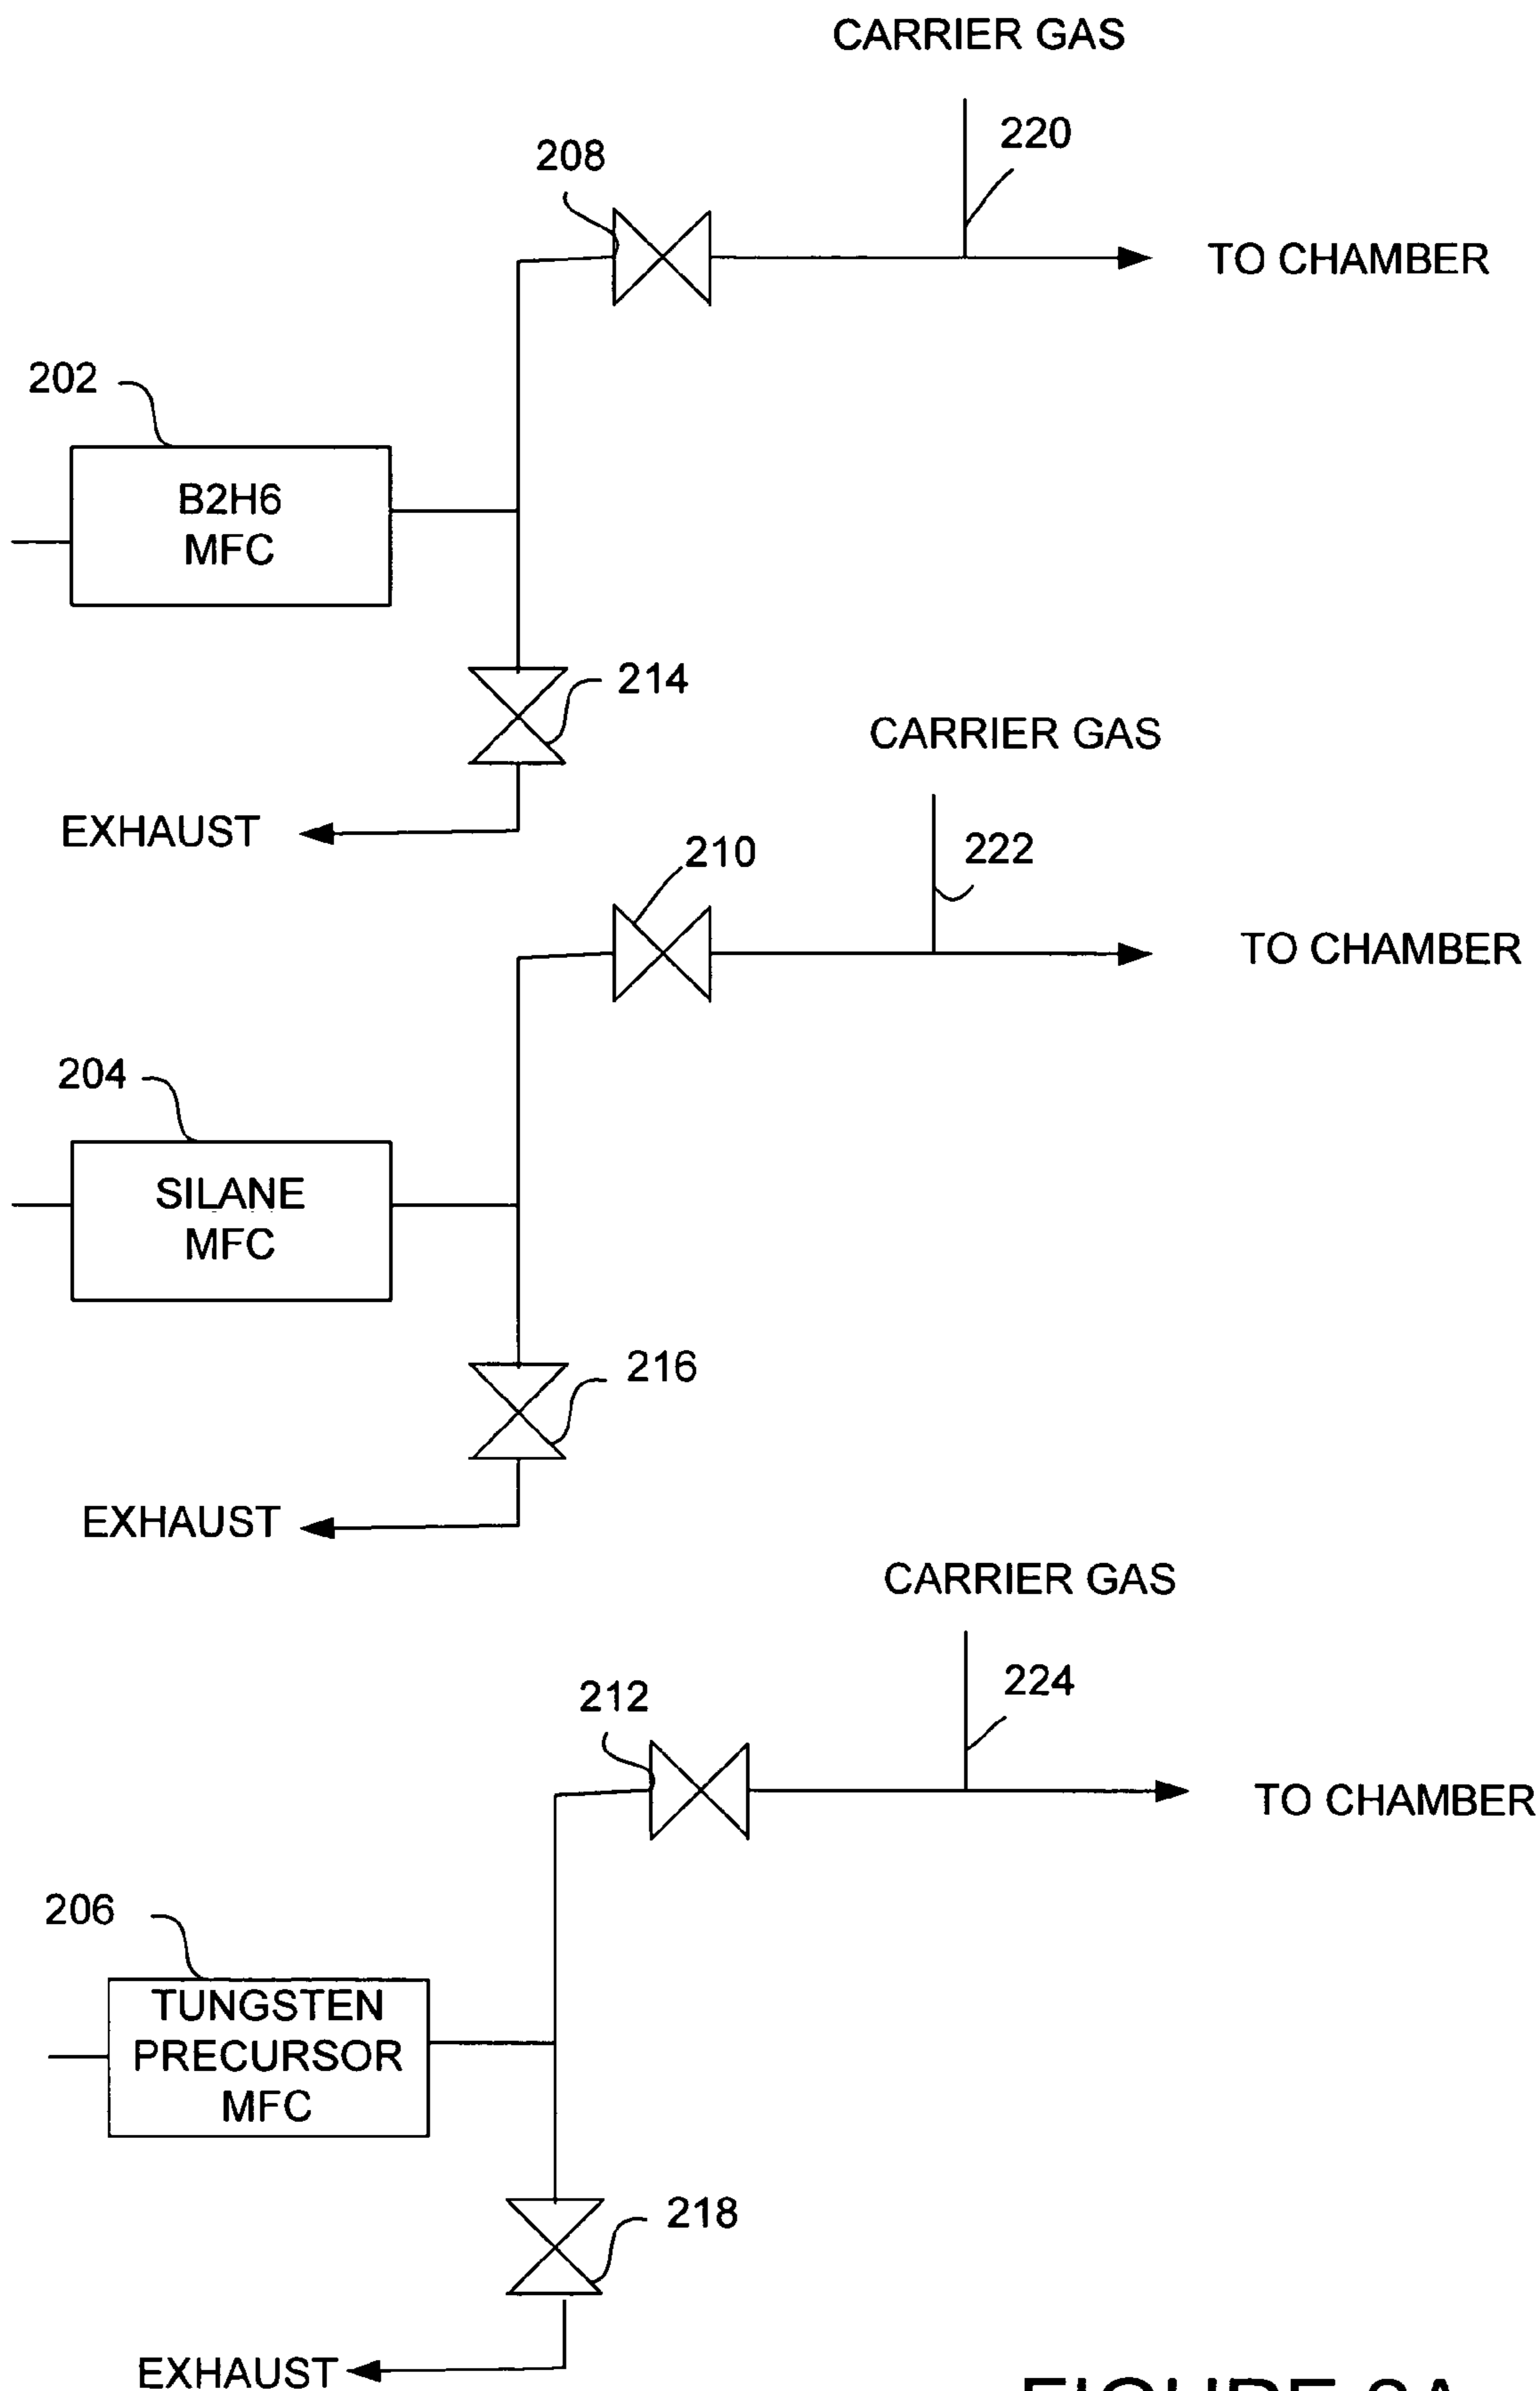 CARRIER GAS
220
208
TO CHAMBER
202
B2H6
MFC
214
CARRIER GAS
EXHAUST
210
222
TO CHAMBER
204
SILANE
MFC
216
EXHAUST
CARRIER GAS
224
212
TO CHAMBER
206
TUNGSTEN
PRECURSOR
MFC
218
EXHAUST